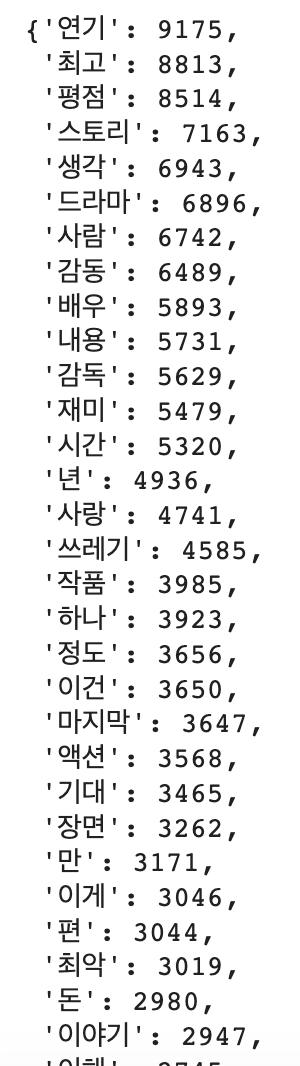 {'연기': 9175,
'최고': 8813,
'평점': 8514,
'스토리': 7163,
'생각': 6943,
'드라마': 6896,
'사람': 6742,
'감동': 6489,
'배우': 5893,
'내용': 5731,
'감독': 5629,
'재미': 5479,
'시간': 5320,
'년': 4936,
'사랑': 4741,
'쓰레기': 4585,
'작품': 3985,
'하나': 3923,
'정도': 3656,
'이건': 3650,
'마지막': 3647,
'액션': 3568,
'기대': 3465,
'장면': 3262,
'만': 3171,
'이게': 3046,
'편': 3044,
'최악': 3019,
'돈': 2980,
'이야기': 2947,